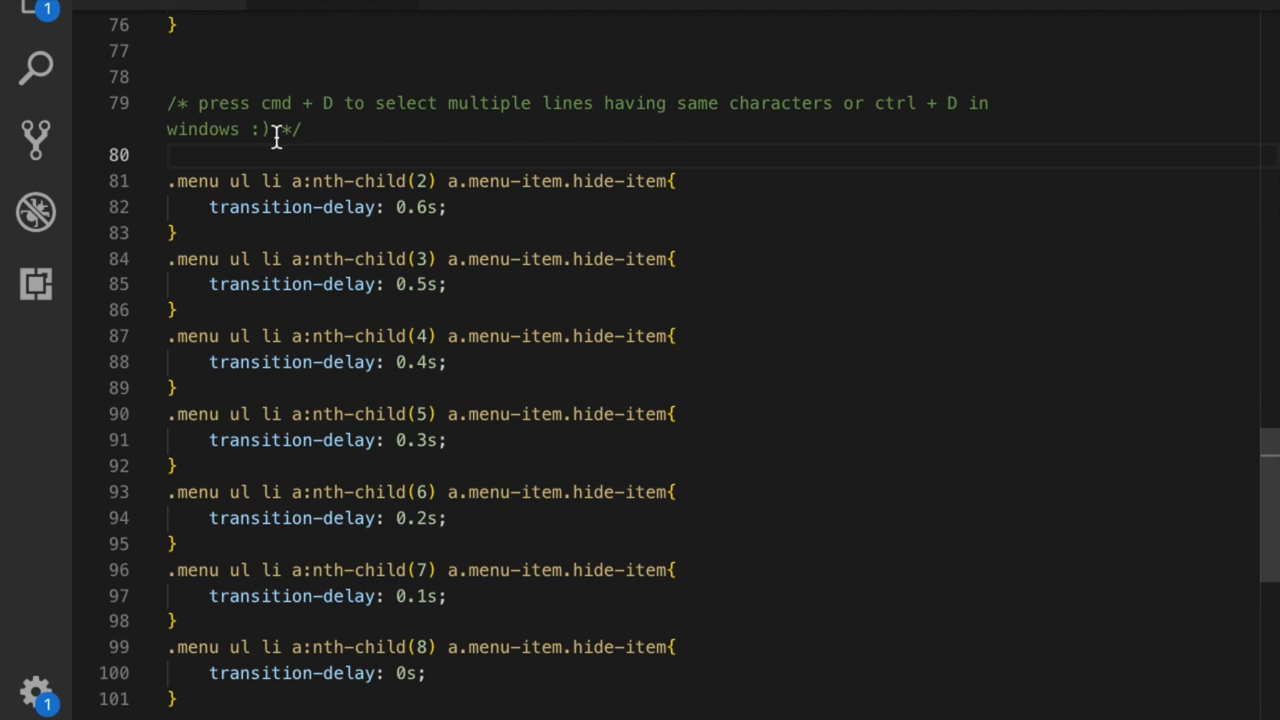 1
76 }
77
78
79 /* press cmd + D to select multiple lines having same characters or ctrl + D in
windows :) */
80
81 .menu ul li a:nth-child(2) a.menu-item.hide-item{
82 transition-delay: 0.6s;
83 }
84 .menu ul li a:nth-child(3) a.menu-item.hide-item{
85 transition-delay: 0.5s;
86 }
87 .menu ul li a:nth-child(4) a.menu-item.hide-item{
88 transition-delay: 0.4s;
89 }
90 .menu ul li a:nth-child(5) a.menu-item.hide-item{
91 transition-delay: 0.3s;
92 }
93 .menu ul li a:nth-child(6) a.menu-item.hide-item{
94 transition-delay: 0.2s;
95 }
96 .menu ul li a:nth-child(7) a.menu-item.hide-item{
97 transition-delay: 0.1s;
98 }
99 .menu ul li a:nth-child(8) a.menu-item.hide-item{
100 transition-delay: 0s;
101 }
1